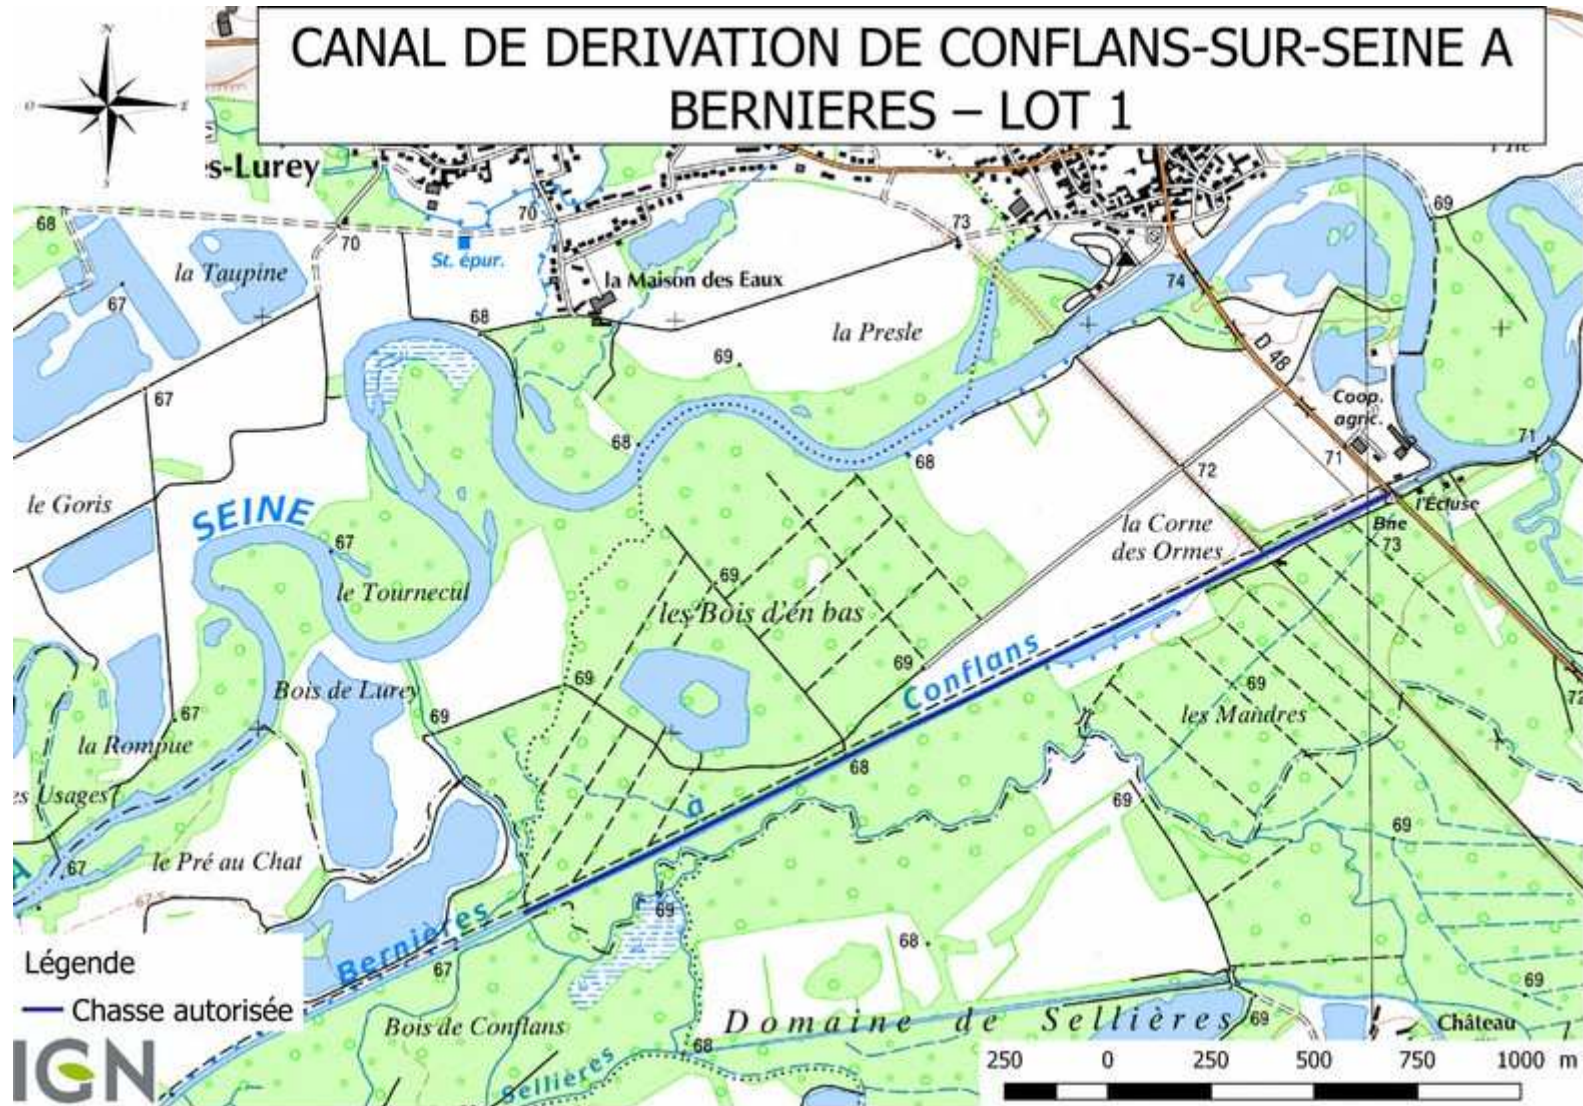 CANAL DE DERIVATION DE CONFLANS-SUR-SEINE A
BERNIERES – LOT 1
N
O
E
S
s-Lurey
68
70
70
St. épur.
la Taupine
67
la Maison des Eaux
68
73
69
74
la Presle
69
D 48
67
Coop.
agric.
71
71
68
68
72
le Goris
SEINE
67
l'Écluse
Bne
73
la Corne
des Ormes
le Tournecul
69
les Bois d'en bas
69
69
Conflans
69
Bois de Lurey
67
69
les Mandres
72
la Rompue
68
es Usages
à
69
69
67
le Pré au Chat
67
Bernières
69
68
67
69
Légende
Chasse autorisée
Bois de Conflans
Domaine de Sellières
69
Château
68
Sellières
IGN
250 0 250 500 750 1000 m